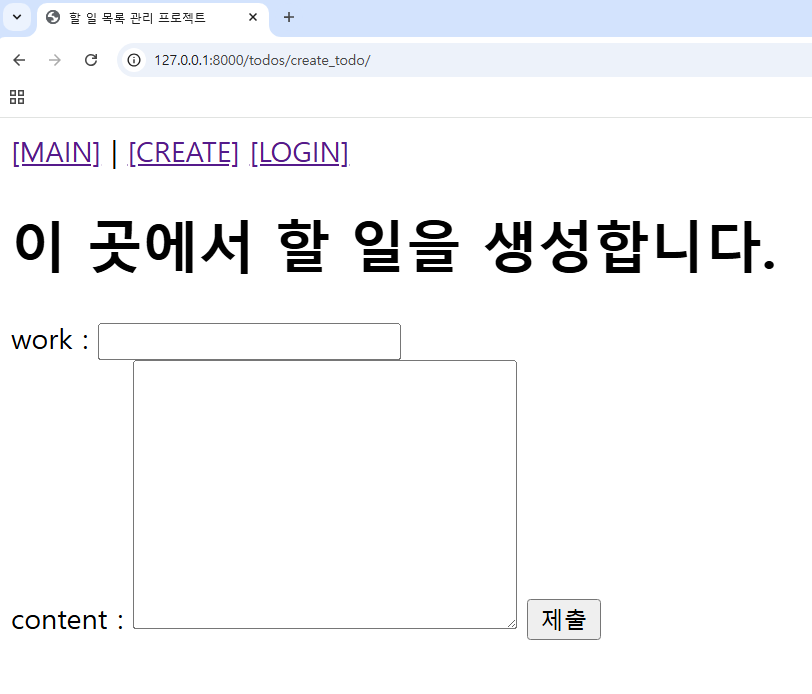 할 일 목록 관리 프로젝트
127.0.0.1:8000/todos/create_todo/
[MAIN] | [CREATE] [LOGIN]
이 곳에서 할 일을 생성합니다.
work :
content : 제출